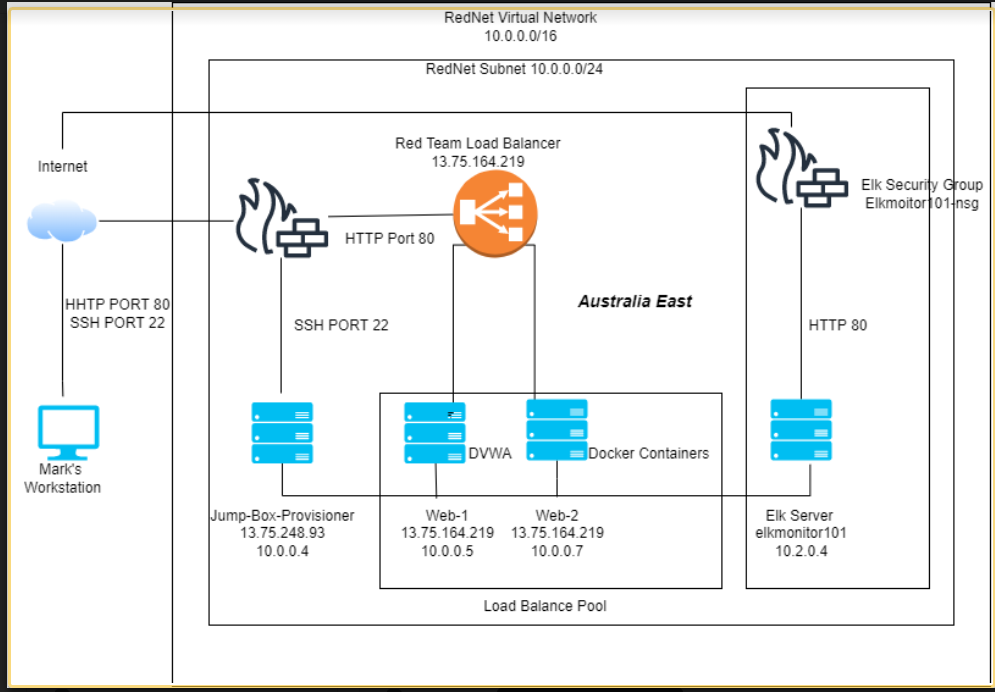 RedNet Virtual Network
10.0.0.0/16
RedNet Subnet 10.0.0.0/24
Internet
Red Team Load Balancer
13.75.164.219
Elk Security Group
Elkmoitor101-nsg
HTTP Port 80
HHTP PORT 80
SSH PORT 22
Australia East
SSH PORT 22
HTTP 80
DVWA
Docker Containers
Mark's
Workstation
Jump-Box-Provisioner
13.75.248.93
10.0.0.4
Web-1
13.75.164.219
10.0.0.5
Web-2
13.75.164.219
10.0.0.7
Elk Server
elkmonitor101
10.2.0.4
Load Balance Pool